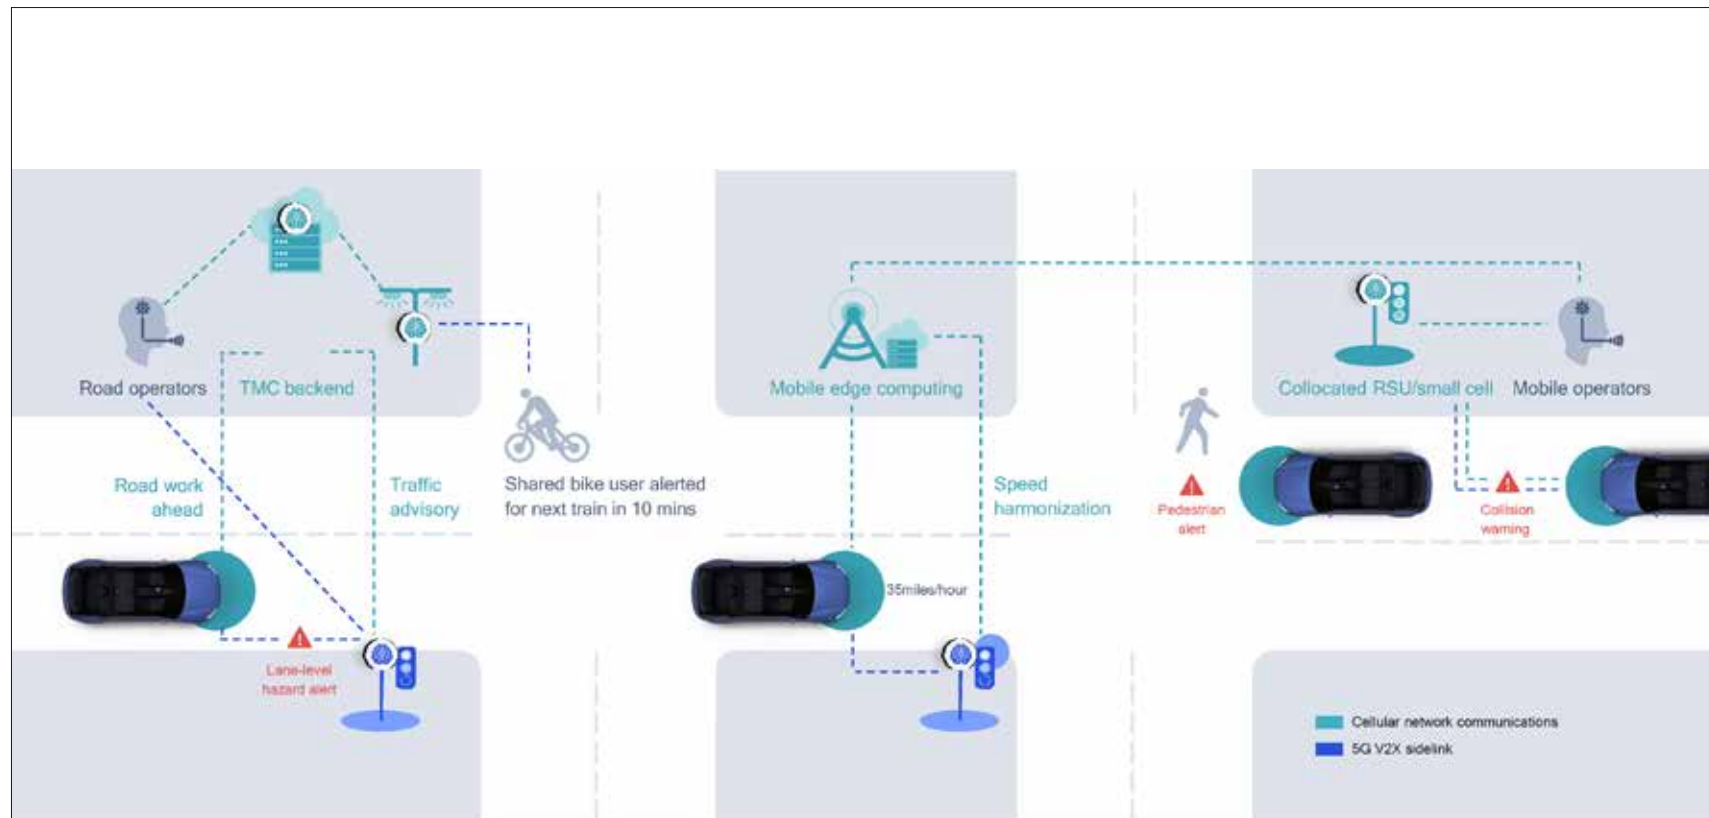 Road operators
TMC backend
Mobile edge computing
Collocated RSU/small cell
Mobile operators
Road work
ahead
Traffic
advisory
Shared bike user alerted
for next train in 10 mins
Speed
harmonization
Pedestrian
alert
Collision
warning
35miles/hour
Lane-level
hazard alert
Cellular network communications
5G V2X sidelink